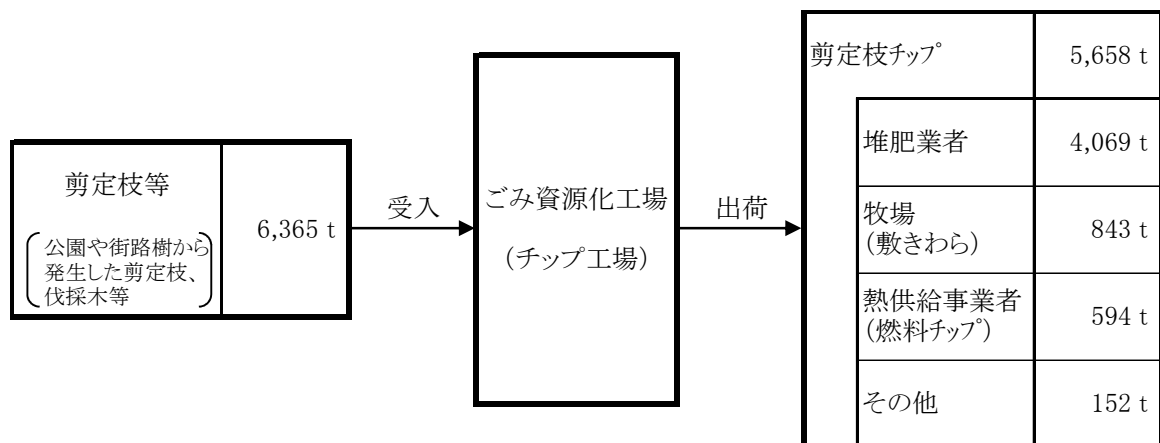 剪定枝等
公園や街路樹から
発生した剪定枝、
伐採木等
6,365 t
受入
ごみ資源化工場
(チップ工場)
出荷
剪定枝チップ 5,658 t
堆肥業者 4,069 t
牧場
(敷きわら)
843 t
熱供給事業者
(燃料チップ)
594 t
その他 152 t